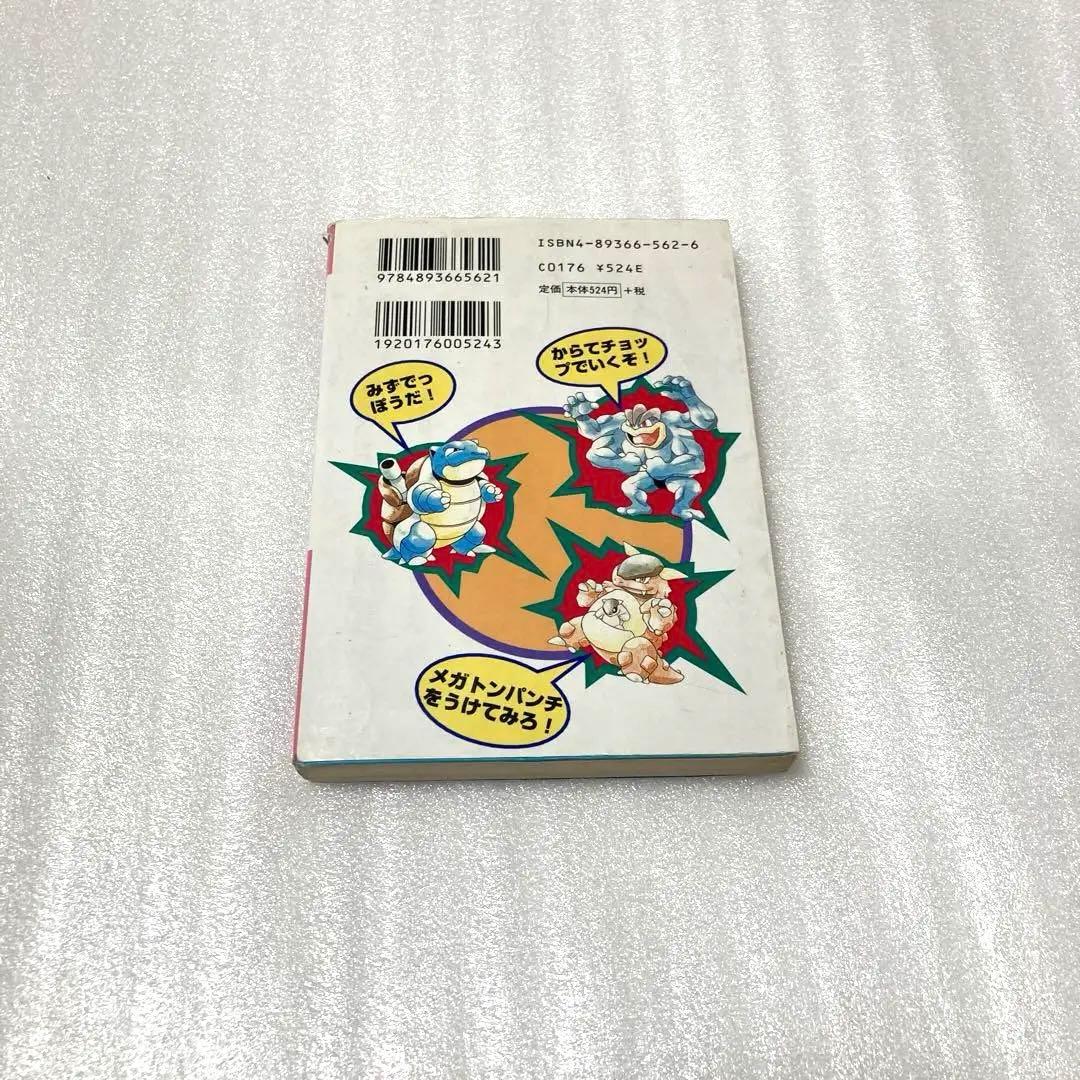 ISBN4-89366-562-6
9784893665621
C0176 ¥524E
定価 本体524円 +税
1920176005243
からてチョッ
プでいくぞ!
みずでっ
ぽうだ!
メガトンパンチ
をうけてみろ!